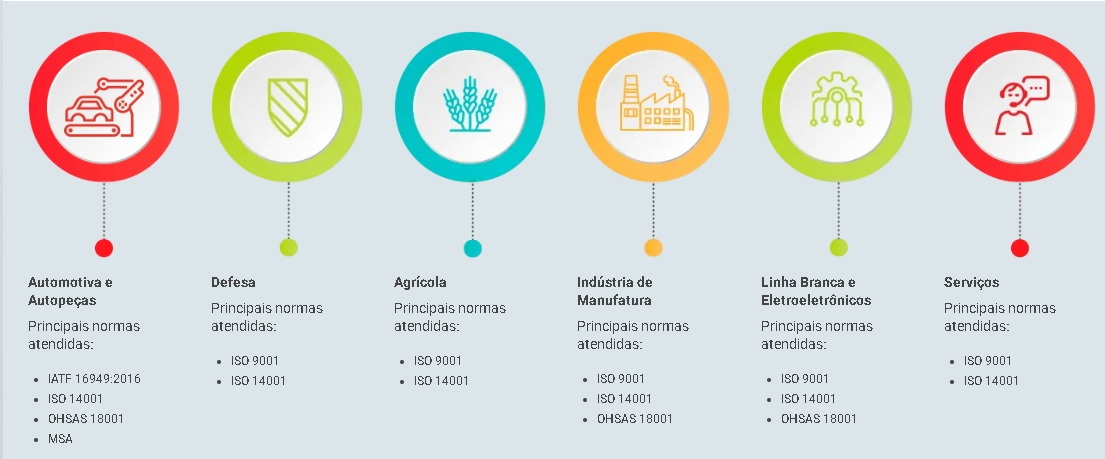 Automotiva e
Autopeças
Principais normas
atendidas:
• IATF 16949:2016
• ISO 14001
• OHSAS 18001
• MSA
Defesa
Principais normas
atendidas:
• ISO 9001
• ISO 14001
Agrícola
Principais normas
atendidas:
• ISO 9001
• ISO 14001
Indústria de
Manufatura
Principais normas
atendidas:
• ISO 9001
• ISO 14001
• OHSAS 18001
Linha Branca e
Eletroeletrônicos
Principais normas
atendidas:
• ISO 9001
• ISO 14001
• OHSAS 18001
Serviços
Principais normas
atendidas:
• ISO 9001
• ISO 14001